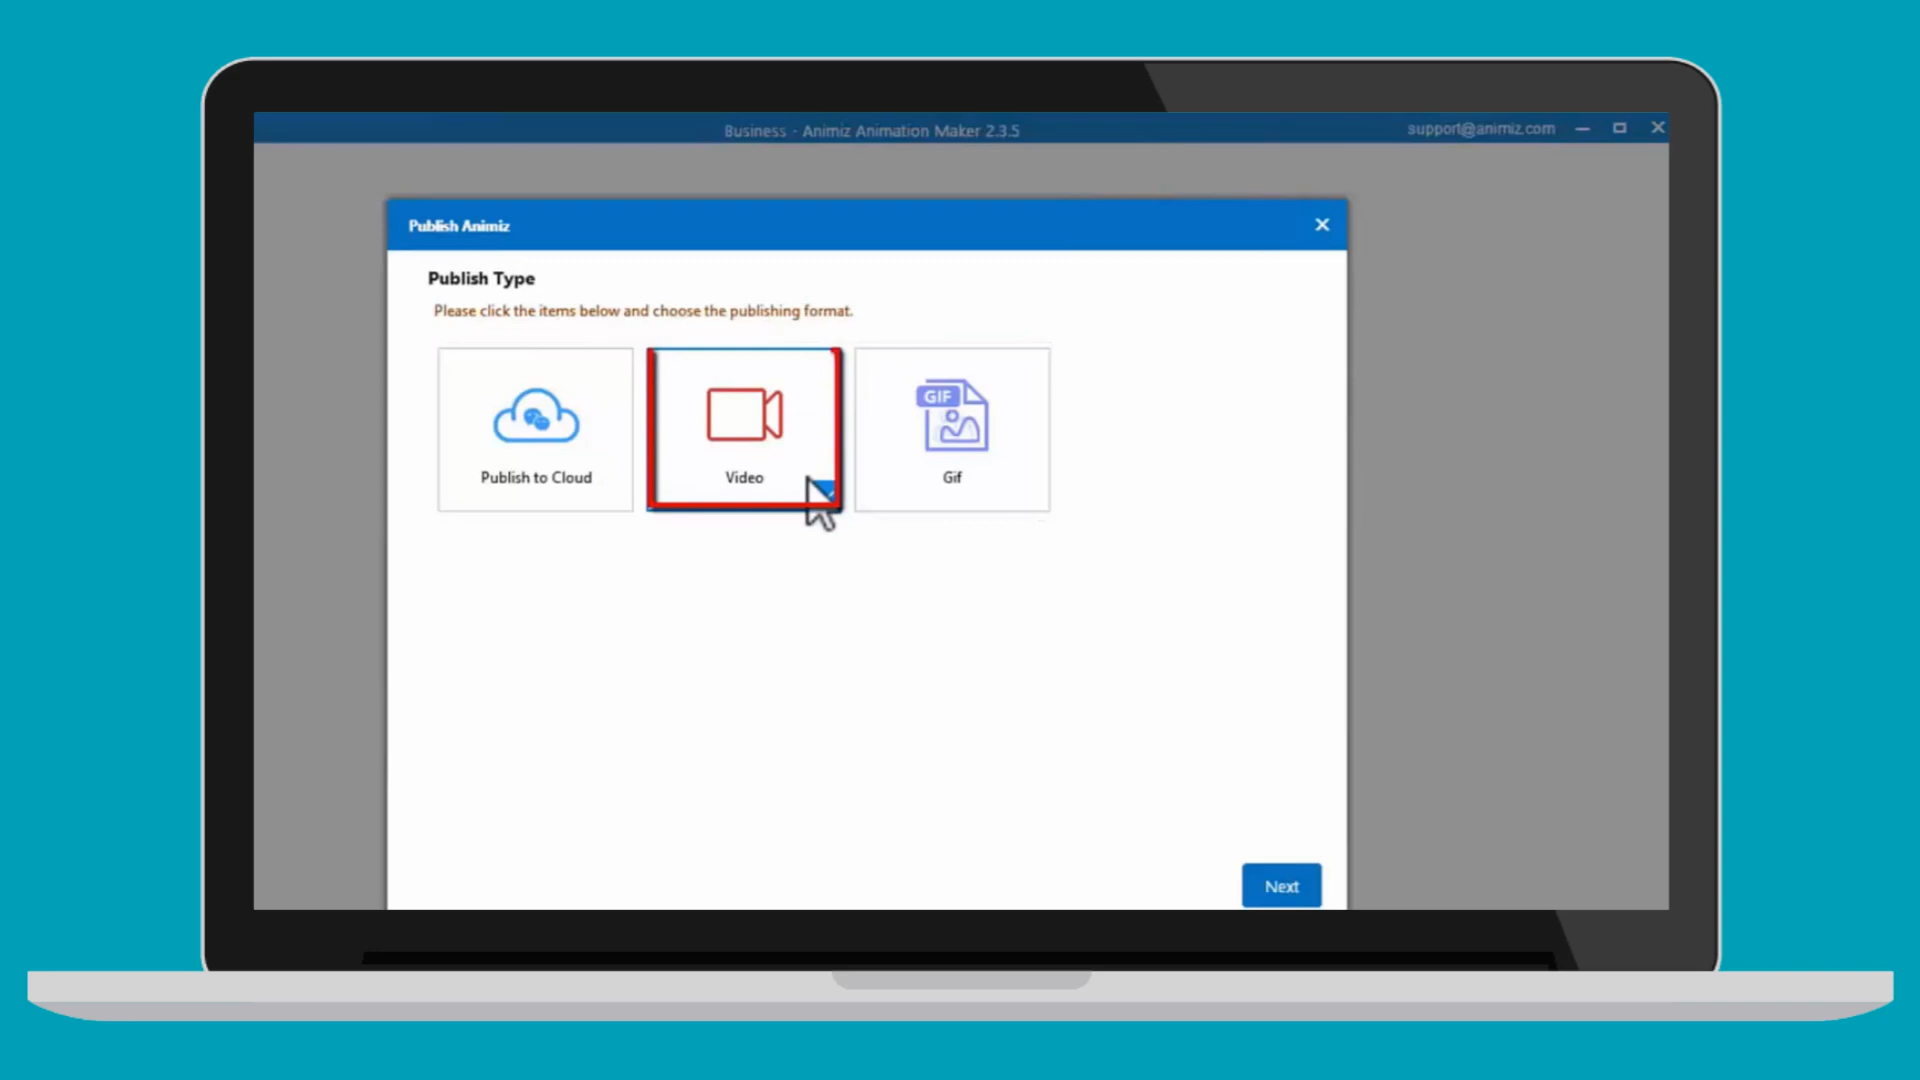 Business - Animiz Animation Maker 2.3.5
support@animiz.com
Publish Animiz
Publish Type
Please click the items below and choose the publishing format.
GIF
Publish to Cloud
Video
Gif
Next